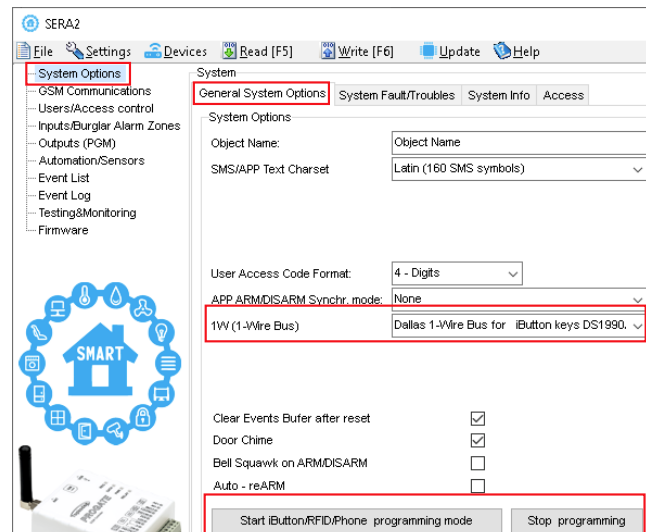 SERA2
File Settings Devices Read [F5] Write [F6] Update Help
System Options
GSM Communications
Users/Access control
Inputs/Burglar Alarm Zones
Outputs (PGM)
Automation/Sensors
Event List
Event Log
Testing&Monitoring
Firmware
SMART
PROGATE
System
General System Options System Fault/Troubles System Info Access
System Options
Object Name: Object Name
SMS/APP Text Charset Latin (160 SMS symbols)
User Access Code Format: 4 - Digits
APP ARM/DISARM Synchr. mode: None
1W (1-Wire Bus) Dallas 1-Wire Bus for iButton keys DS1990.
Clear Events Bufer after reset
Door Chime
Bell Squawk on ARM/DISARM
Auto - reARM
Start iButton/RFID/Phone programming mode Stop programming